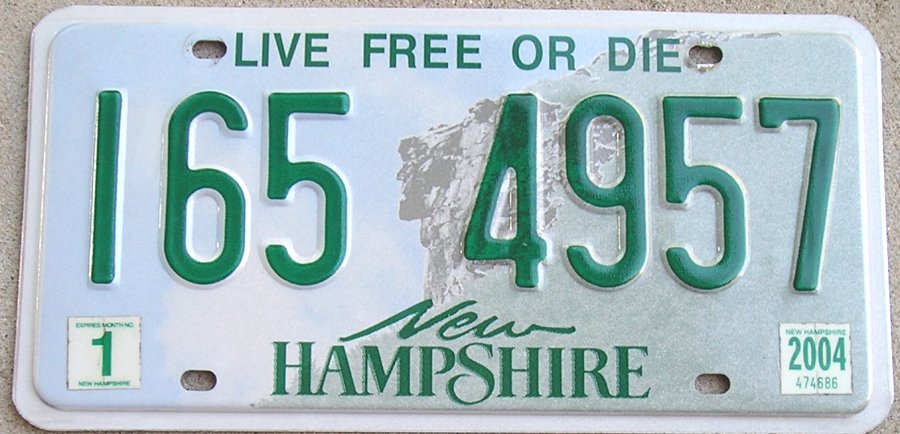 LIVE FREE OR DIE
165 4957
New
HAMPSHIRE
EXPIRES MONTH NO.
1
NEW HAMPSHIRE
NEW HAMPSHIRE
2004
474686